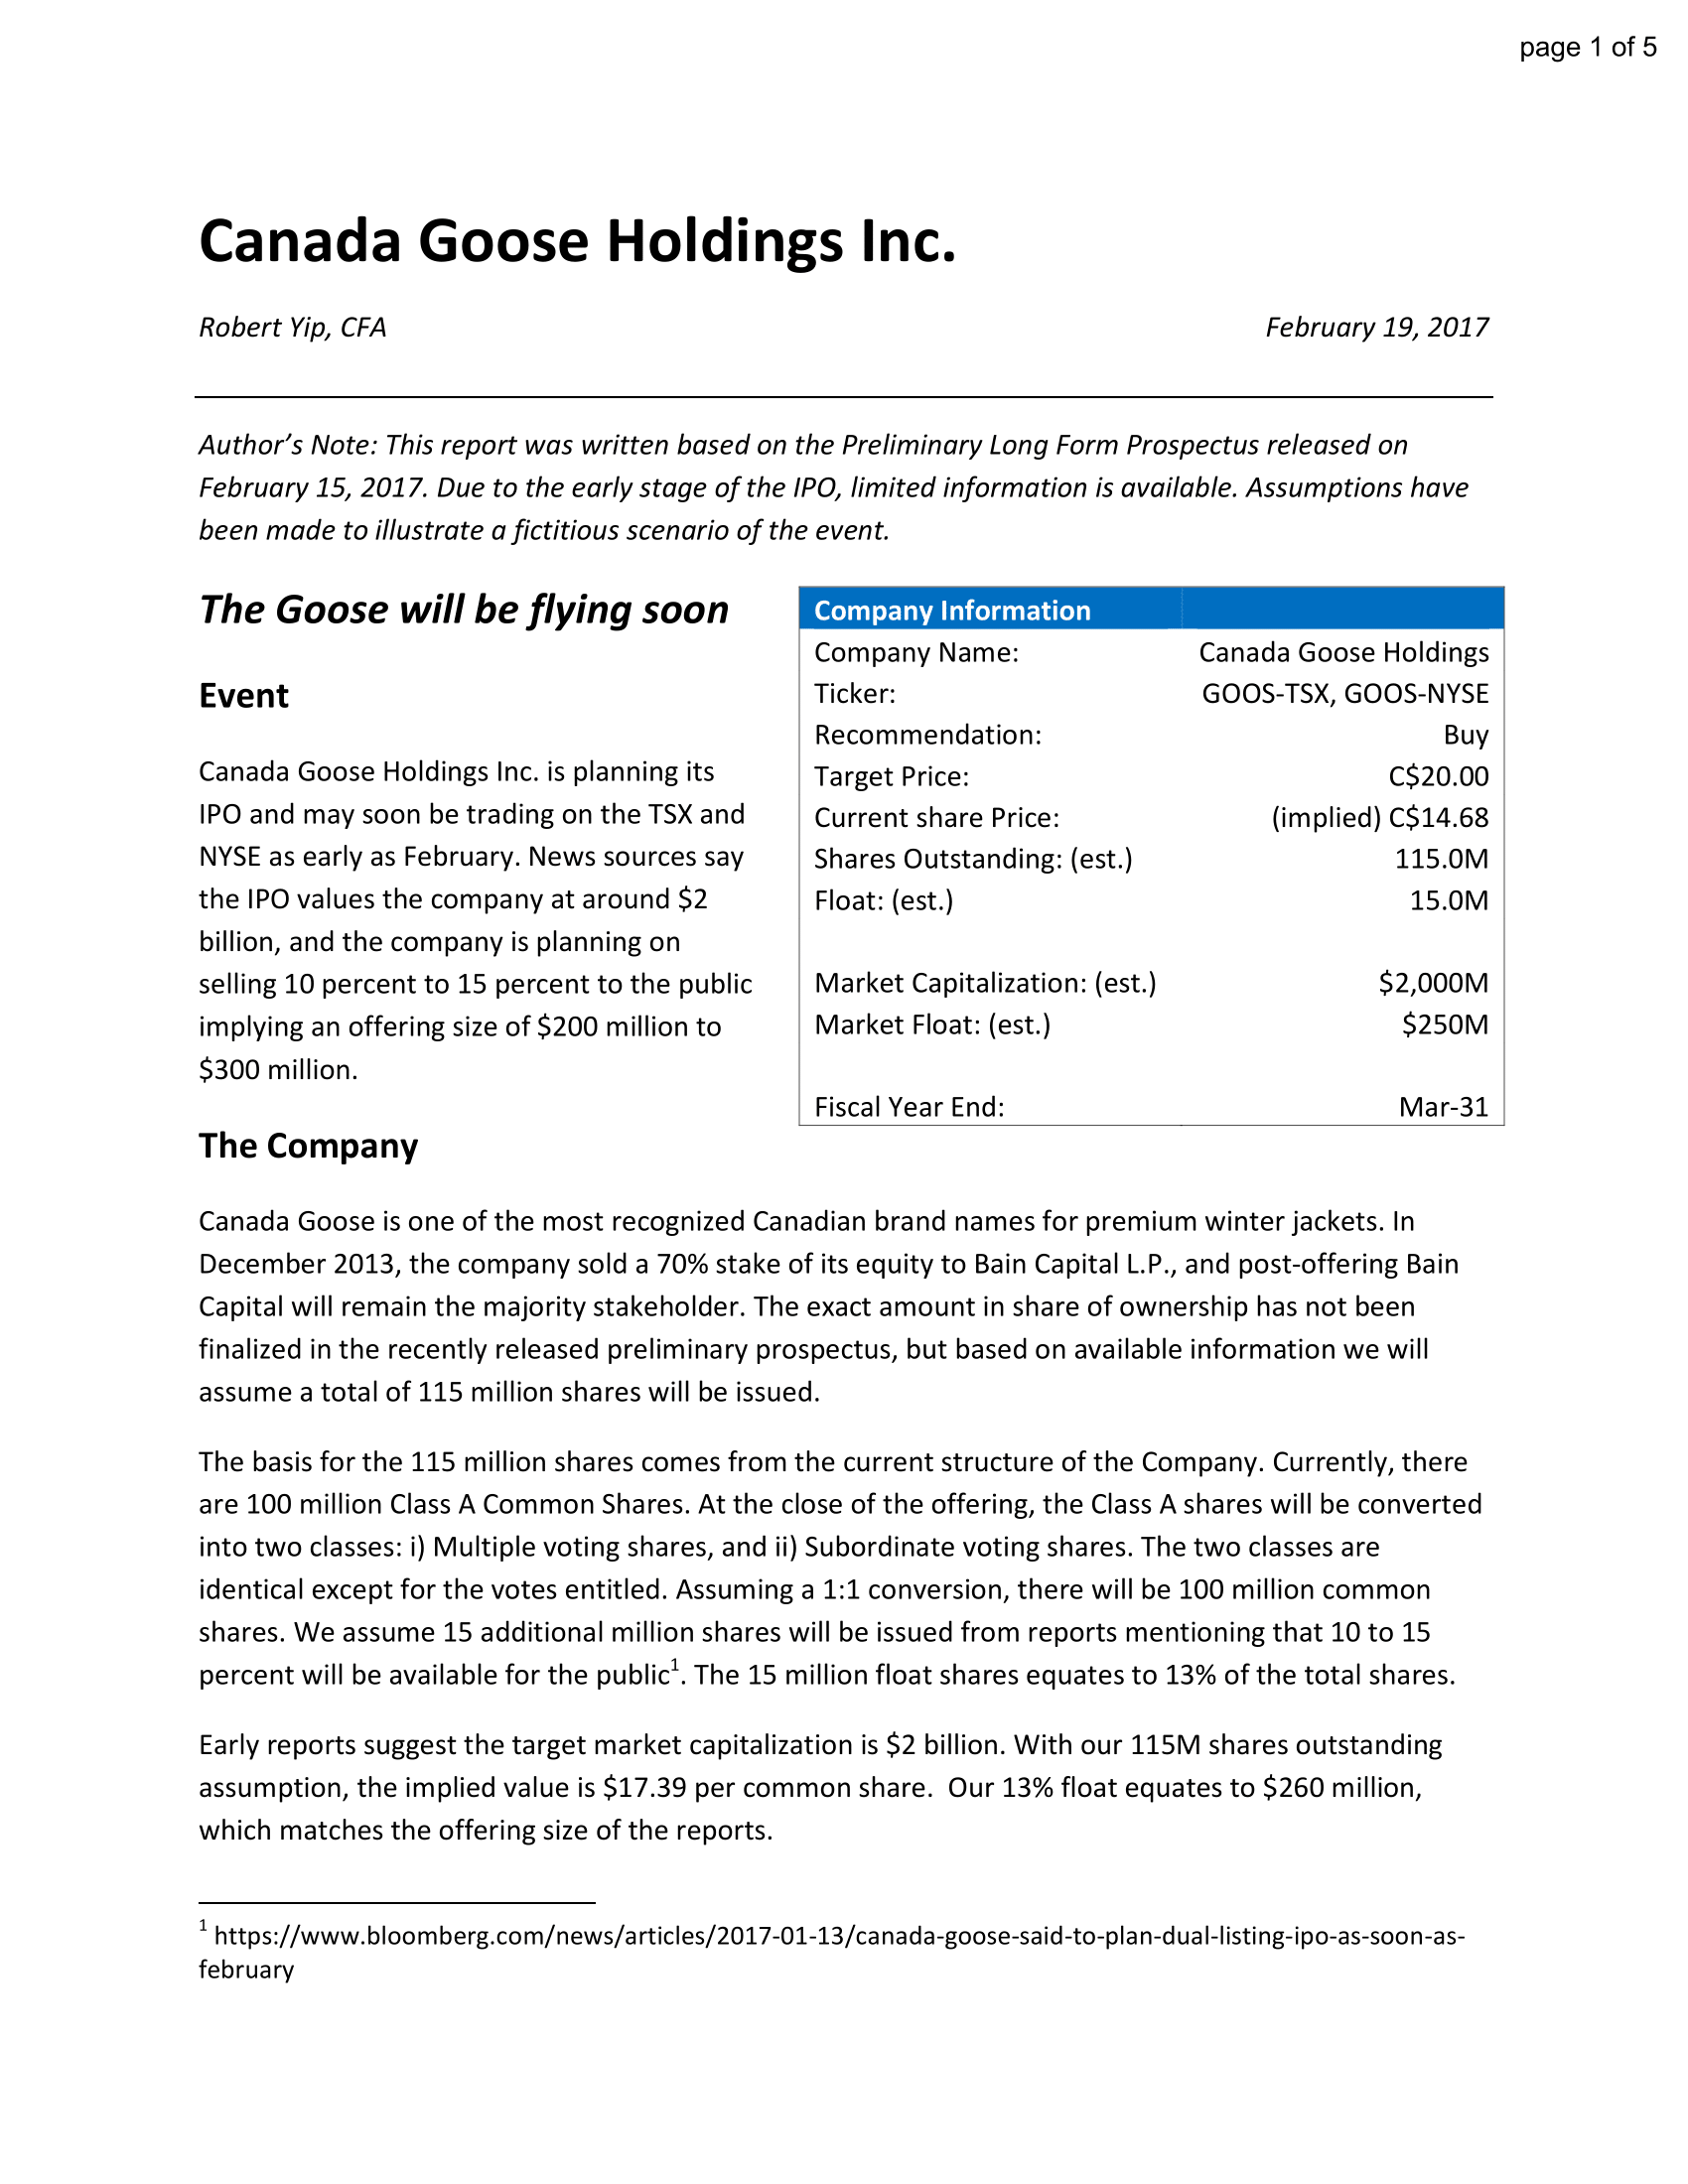 page 1 of 5
Canada Goose Holdings Inc.
Robert Yip, CFA February 19, 2017
Author’s Note: This report was written based on the Preliminary Long Form Prospectus released on
February 15, 2017. Due to the early stage of the IPO, limited information is available. Assumptions have
been made to illustrate a fictitious scenario of the event.
The Goose will be flying soon
Event
Canada Goose Holdings Inc. is planning its
IPO and may soon be trading on the TSX and
NYSE as early as February. News sources say
the IPO values the company at around $2
billion, and the company is planning on
selling 10 percent to 15 percent to the public
implying an offering size of $200 million to
$300 million.
Company Information
Company Name: Canada Goose Holdings
Ticker: GOOS-TSX, GOOS-NYSE
Recommendation: Buy
Target Price: C$20.00
Current share Price: (implied) C$14.68
Shares Outstanding: (est.) 115.0M
Float: (est.) 15.0M
Market Capitalization: (est.) $2,000M
Market Float: (est.) $250M
Fiscal Year End: Mar-31
The Company
Canada Goose is one of the most recognized Canadian brand names for premium winter jackets. In
December 2013, the company sold a 70% stake of its equity to Bain Capital L.P., and post-offering Bain
Capital will remain the majority stakeholder. The exact amount in share of ownership has not been
finalized in the recently released preliminary prospectus, but based on available information we will
assume a total of 115 million shares will be issued.
The basis for the 115 million shares comes from the current structure of the Company. Currently, there
are 100 million Class A Common Shares. At the close of the offering, the Class A shares will be converted
into two classes: i) Multiple voting shares, and ii) Subordinate voting shares. The two classes are
identical except for the votes entitled. Assuming a 1:1 conversion, there will be 100 million common
shares. We assume 15 additional million shares will be issued from reports mentioning that 10 to 15
percent will be available for the public1. The 15 million float shares equates to 13% of the total shares.
Early reports suggest the target market capitalization is $2 billion. With our 115M shares outstanding
assumption, the implied value is $17.39 per common share.  Our 13% float equates to $260 million,
which matches the offering size of the reports.
1 https://www.bloomberg.com/news/articles/2017-01-13/canada-goose-said-to-plan-dual-listing-ipo-as-soon-as-
february